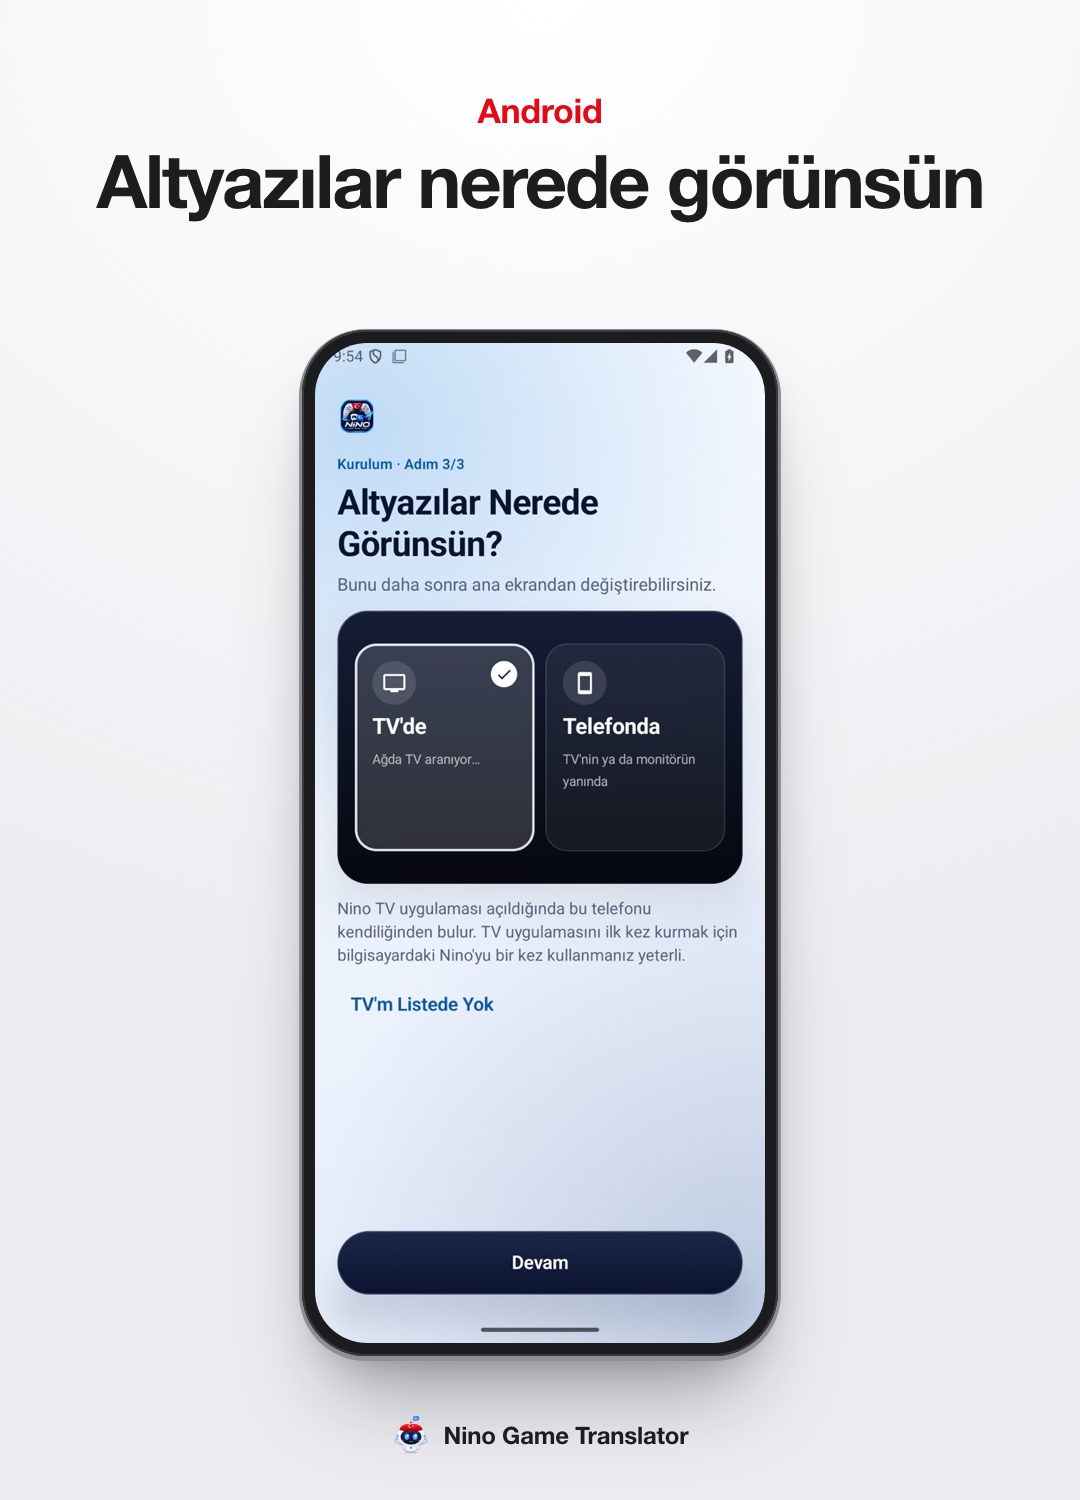 Android
Altyazılar nerede görünsün
9:54
NiNO
Kurulum · Adım 3/3
Altyazılar Nerede
Görünsün?
Bunu daha sonra ana ekrandan değiştirebilirsiniz.
TV'de
Ağda TV aranıyor...
Telefonda
TV'nin ya da monitörün
yanında
Nino TV uygulaması açıldığında bu telefonu
kendiliğinden bulur. TV uygulamasını ilk kez kurmak için
bilgisayardaki Nino'yu bir kez kullanmanız yeterli.
TV'm Listede Yok
Devam
Nino Game Translator